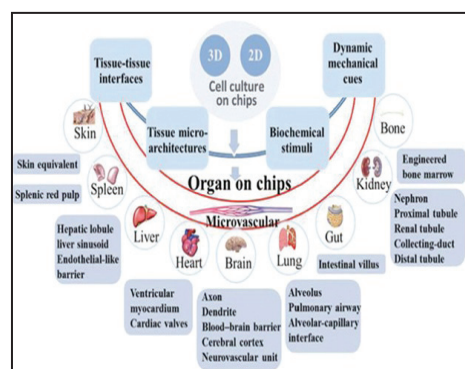 3D
2D
Cell culture
on chips
Tissue-tissue
interfaces
Dynamic
mechanical
cues
Tissue micro-
architectures
Biochemical
stimuli
Organ on chips
Microvascular
Skin
Spleen
Liver
Heart
Brain
Lung
Gut
Kidney
Bone
Skin equivalent
Splenic red pulp
Hepatic lobule
liver sinusoid
Endothelial-like
barrier
Ventricular
myocardium
Cardiac valves
Axon
Dendrite
Blood–brain barrier
Cerebral cortex
Neurovascular unit
Alveolus
Pulmonary airway
Alveolar-capillary
interface
Intestinal villus
Nephron
Proximal tubule
Renal tubule
Collecting-duct
Distal tubule
Engineered
bone marrow